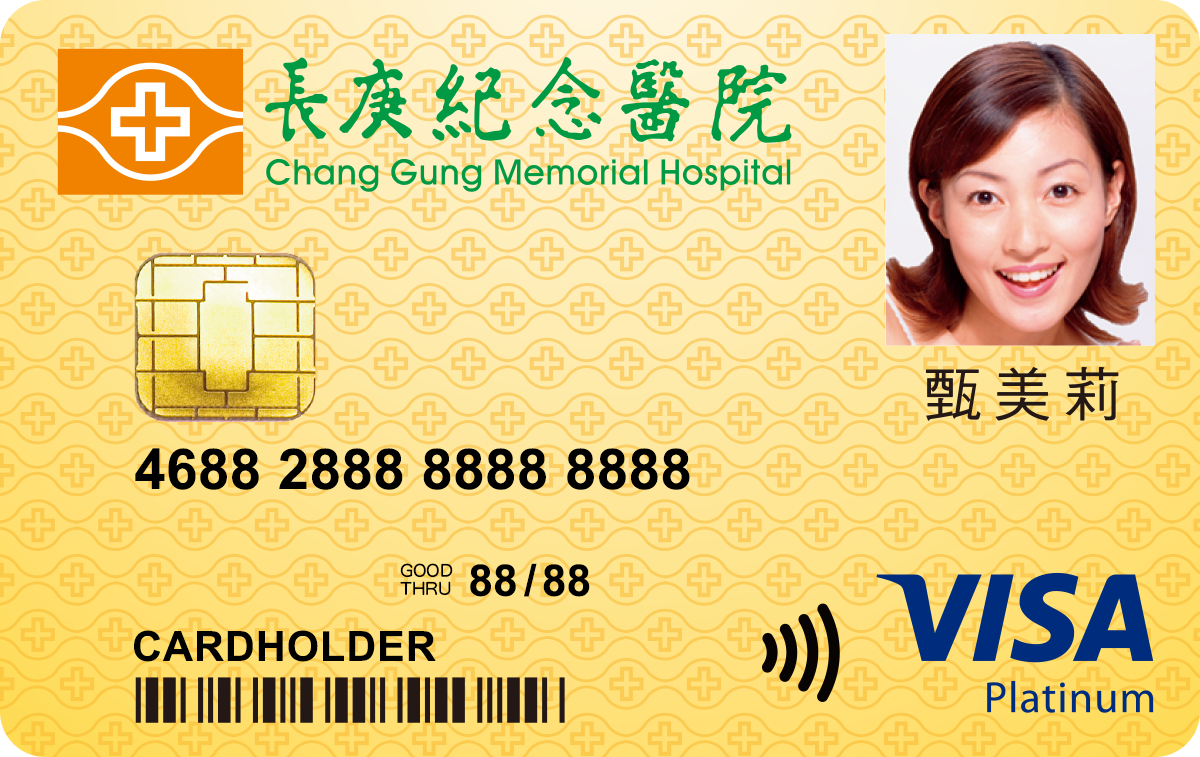 長庚紀念醫院
Chang Gung Memorial Hospital
甄美莉
4688 2888 8888 8888
GOOD THRU 88/88
CARDHOLDER
VISA
Platinum